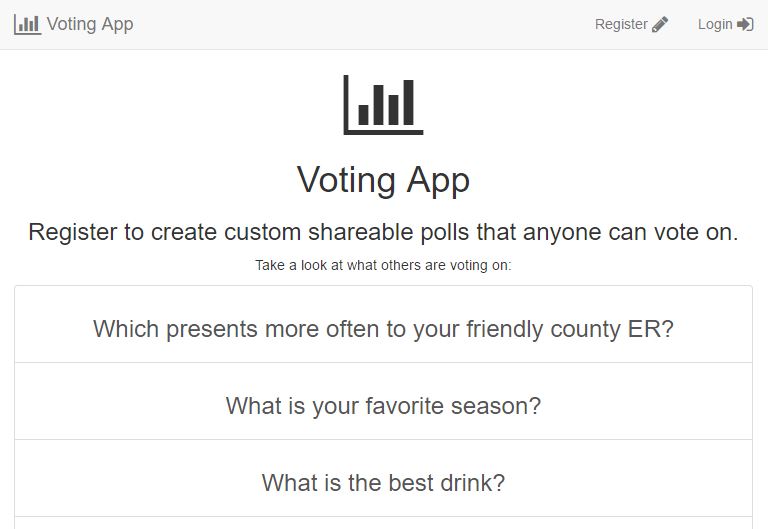 Voting App
Register
Login
Voting App
Register to create custom shareable polls that anyone can vote on.
Take a look at what others are voting on:
Which presents more often to your friendly county ER?
What is your favorite season?
What is the best drink?